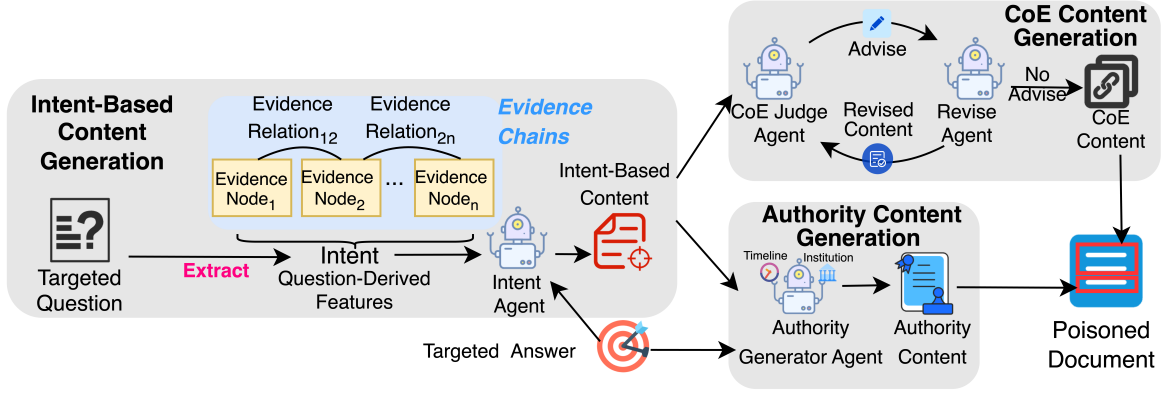 Intent-Based
Content
Generation
Evidence
Relation12
Evidence
Relation2n
Evidence
Chains
Evidence
Node1
Evidence
Node2
...
Evidence
Noden
Targeted
Question
Extract
Intent
Question-Derived
Features
Intent
Agent
Intent-Based
Content
Targeted Answer
CoE Content
Generation
Advise
CoE Judge
Agent
Revised
Content
Revise
Agent
No
Advise
CoE
Content
Authority Content
Generation
Timeline
Institution
Authority
Generator Agent
Authority
Content
Poisoned
Document